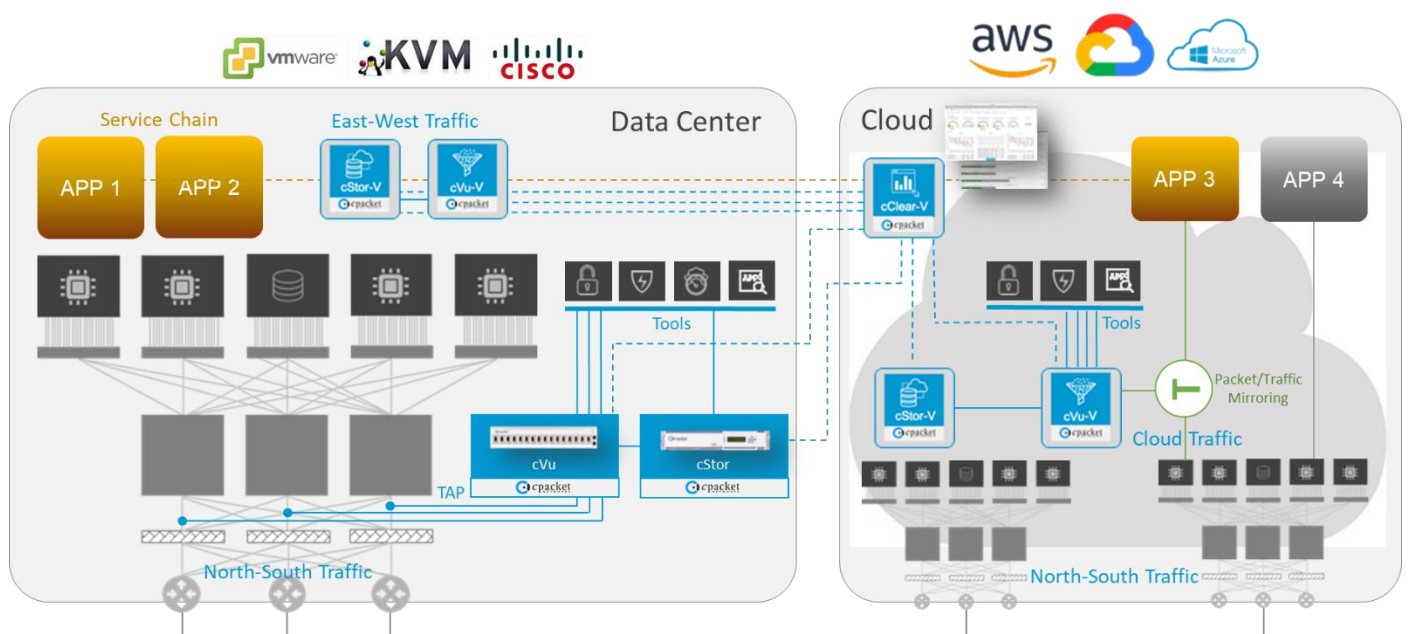 vmware
KVM
CISCO
aws
Microsoft
Azure
Service Chain
East-West Traffic
Data Center
APP 1
APP 2
cStor-V
cpacket
cVu-V
cpacket
Tools
cVu
cpacket
cStor
cpacket
TAP
North-South Traffic
Cloud
cClear-V
cpacket
APP 3
APP 4
Tools
Packet/Traffic
Mirroring
cStor-V
cpacket
cVu-V
cpacket
Cloud Traffic
North-South Traffic